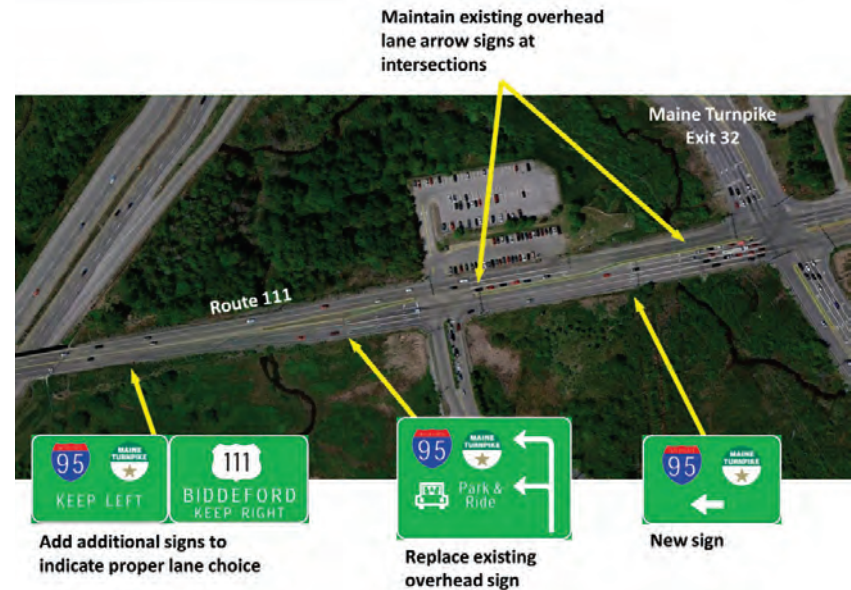 Maintain existing overhead
lane arrow signs at
intersections
Maine Turnpike
Exit 32
Route 111
95
MAINE
TURNPIKE
KEEP LEFT
111
BIDDEFORD
KEEP RIGHT
95
MAINE
TURNPIKE
Park &
Ride
95
MAINE
TURNPIKE
Add additional signs to
indicate proper lane choice
Replace existing
overhead sign
New sign